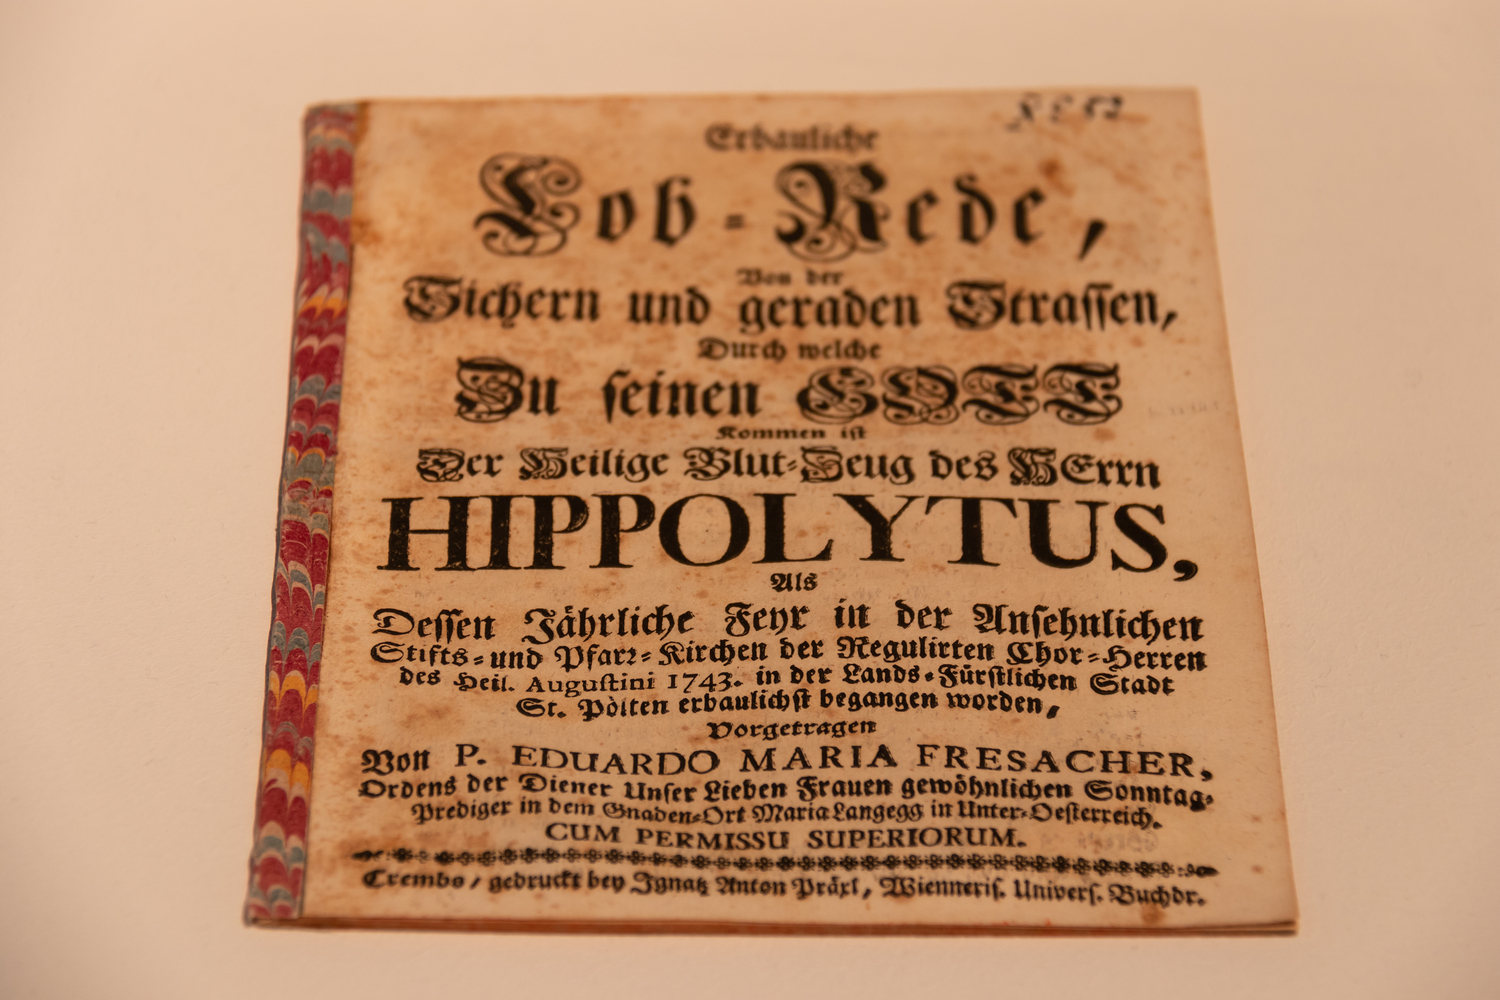 Erbauliche
Lob-Rede,
Von der
Sichern und geraden Strassen,
Durch welche
Zu seinen GOTT
Kommen ist
Der Heilige Blut-Zeug des HErrn
HIPPOLYTUS,
Als
Dessen Jährliche Feyr in der Ansehnlichen
Stifts-und Pfarr-Kirchen der Regulirten Chor-Herren
des Heil. Augustini 1743. in der Lands-Fürstlichen Stadt
St. Pölten erbaulichst begangen worden,
Vorgetragen
Von P. EDUARDO MARIA FRESACHER,
Ordens der Diener Unser Lieben Frauen gewöhnlichen Sonntag-
Prediger in dem Gnaden-Ort Maria Langegg in Unter-Oesterreich.
CUM PERMISSU SUPERIORUM.
Crembs, gedruckt bey Ignatz Anton Präxl, Wienneris. Univers. Buchdr.